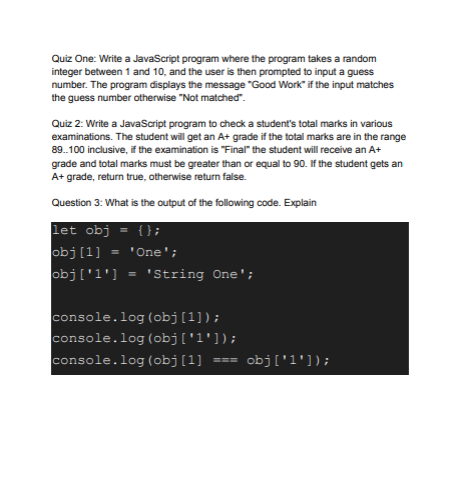 Quiz One: Write a JavaScript program where the program takes a random
integer between 1 and 10, and the user is then prompted to input a guess
number. The program displays the message "Good Work" if the input matches
the guess number otherwise "Not matched".
Quiz 2: Write a JavaScript program to check a student's total marks in various
examinations. The student will get an A+ grade if the total marks are in the range
89..100 inclusive, if the examination is "Final" the student will receive an A+
grade and total marks must be greater than or equal to 90. If the student gets an
A+ grade, return true, otherwise return false.
Question 3: What is the output of the following code. Explain
let obj = {};
obj[1] = 'One';
obj['1'] = 'String One';
console.log(obj[1]);
console.log(obj['1']);
console.log(obj[1] === obj['1']);